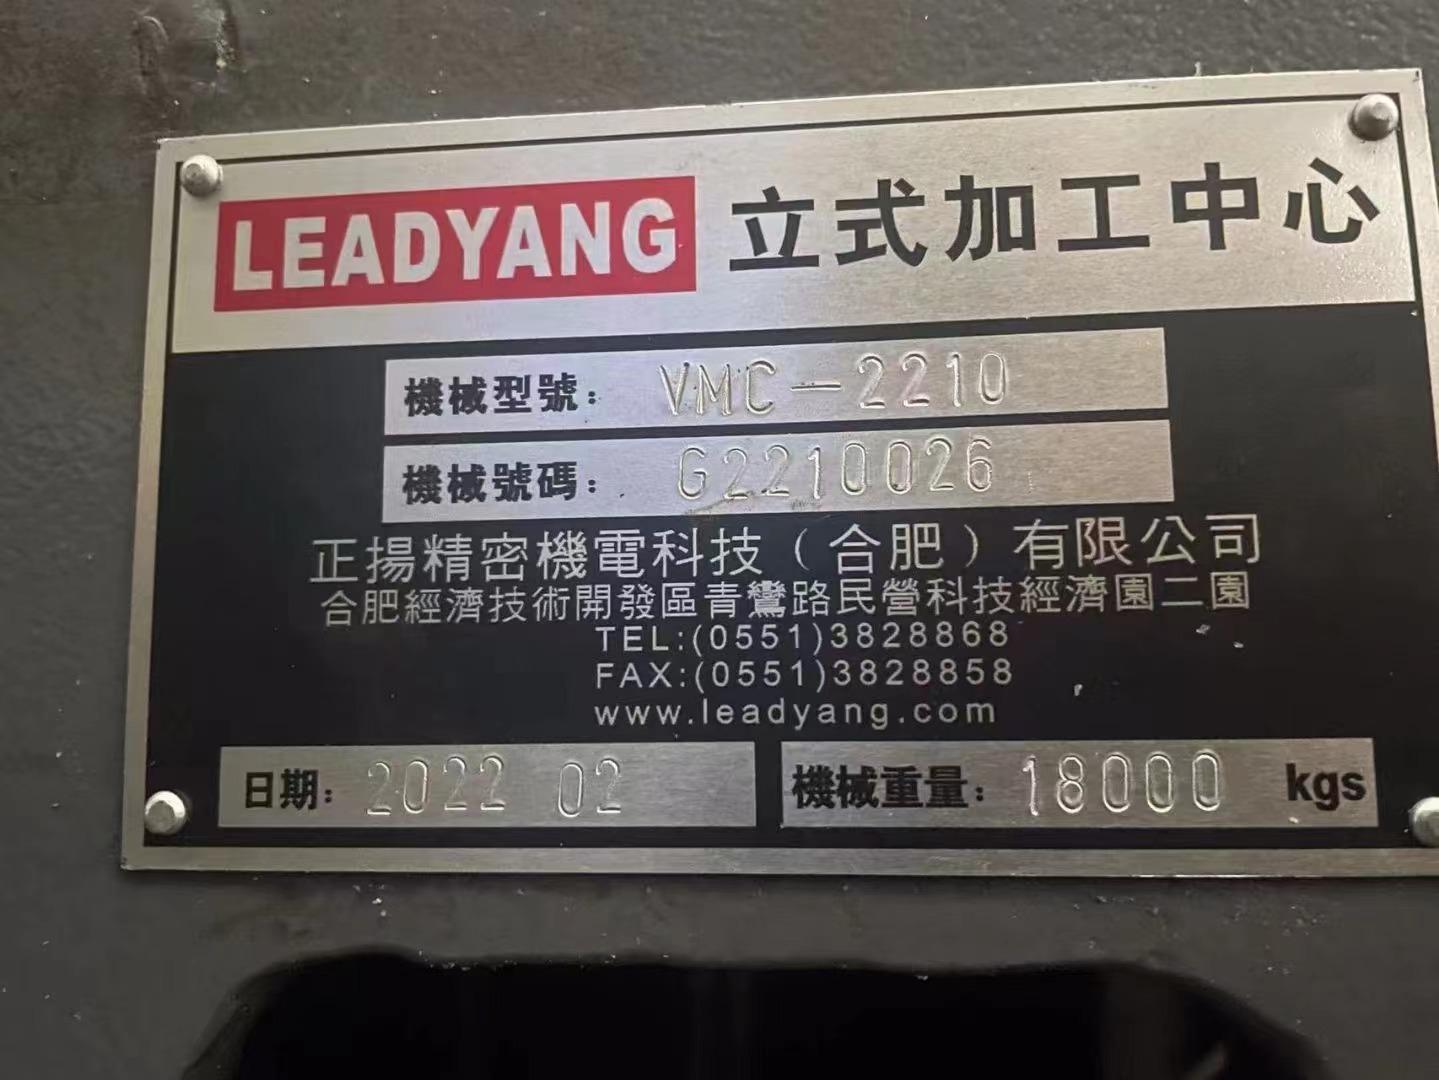 LEADYANG 立式加工中心
機械型號： VMC-2210
機械號碼： G2210026
正揚精密機電科技（合肥）有限公司
合肥經濟技術開發區青鸞路民營科技經濟園二園
TEL:(0551)3828868
FAX:(0551)3828858
www.leadyang.com
日期： 2022 02 機械重量： 18000 kgs